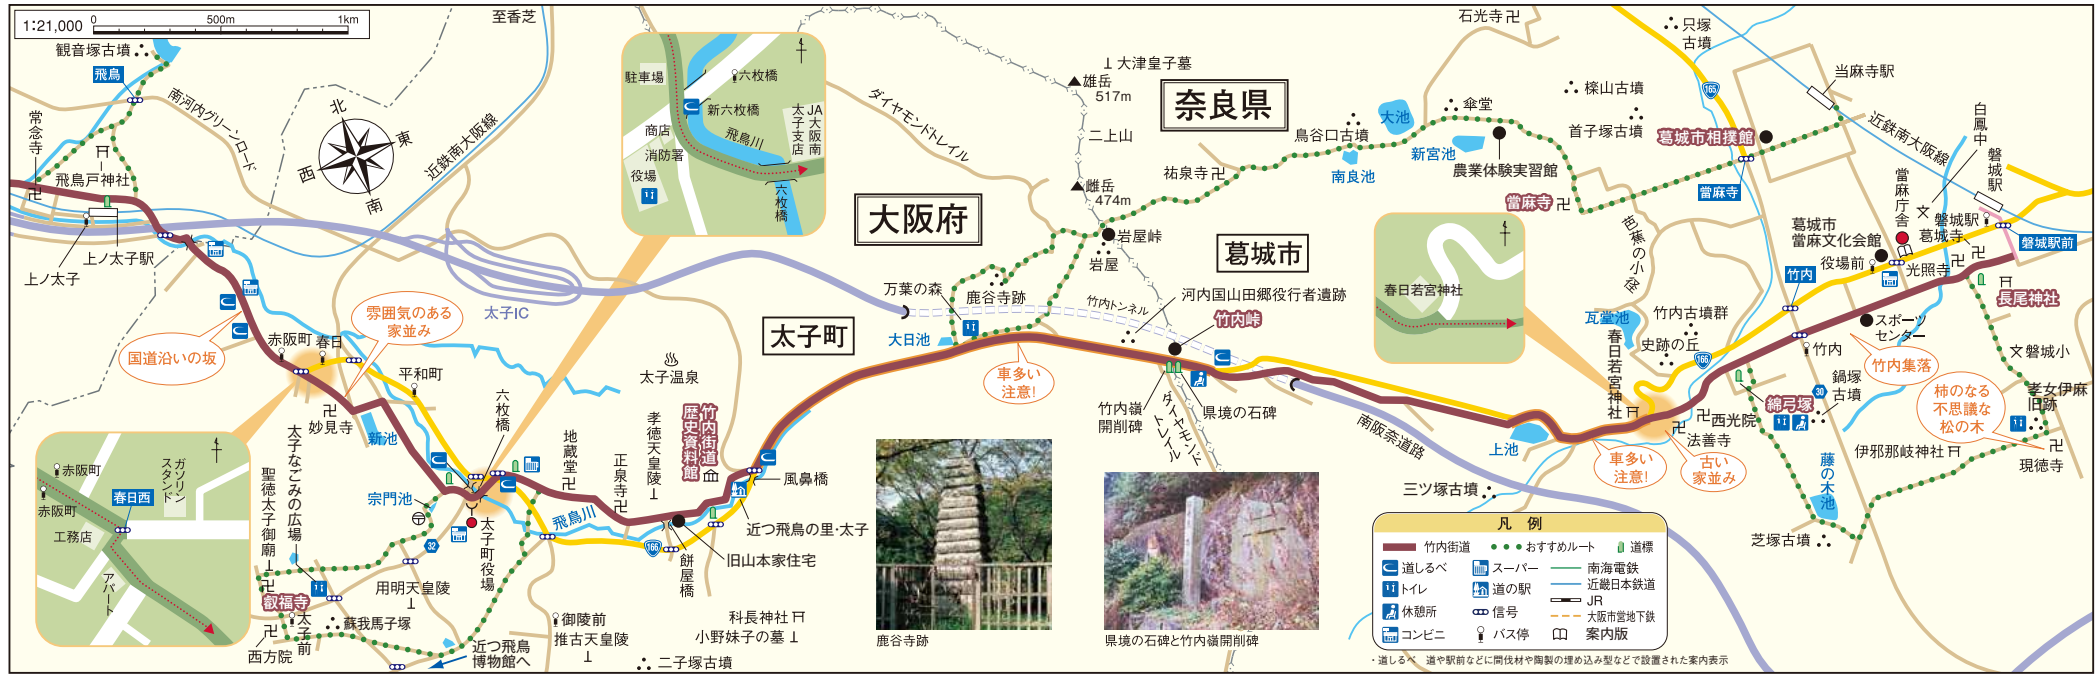 1:21,000
0
500m
1km
至香芝
観音塚古墳
飛鳥
南河内グリーンロード
常念寺
飛鳥戸神社
上ノ太子
上ノ太子駅
北
東
西
南
近鉄南大阪線
駐車場
六枚橋
新六枚橋
商店
消防署
役場
飛鳥川
JA大阪南
太子支店
六枚橋
ダイヤモンドトレイル
大津皇子墓
雄岳
517m
二上山
雌岳
474m
奈良県
大阪府
葛城市
太子町
石光寺
只塚
古墳
165
当麻寺駅
櫟山古墳
首子塚古墳
葛城市相撲館
傘堂
大池
鳥谷口古墳
新宮池
農業体験実習館
南良池
祐泉寺
當麻寺
當麻寺
近鉄南大阪線
白鳳中
磐城駅
當麻庁舎
磐城駅
葛城寺
磐城駅前
葛城市
當麻文化会館
役場前
光照寺
竹内
長尾神社
芭蕉の小径
春日若宮神社
瓦堂池
竹内古墳群
史跡の丘
春日若宮神社
166
スポーツ
センター
竹内
竹内集落
磐城小
孝女伊麻
旧跡
柿のなる
不思議な
松の木
現徳寺
伊邪那岐神社
30
鍋塚
古墳
綿弓塚
西光院
法善寺
藤の木池
芝塚古墳
古い
家並み
車多い
注意!
上池
三ツ塚古墳
南阪奈道路
岩屋峠
岩屋
鹿谷寺跡
万葉の森
大日池
竹内トンネル
河内国山田郷役行者遺跡
竹内峠
竹内嶺
開削碑
県境の石碑
ダイヤモンド
トレイル
車多い
注意!
太子IC
太子温泉
国道沿いの坂
雰囲気のある
家並み
赤阪町
春日
平和町
妙見寺
新池
六枚橋
地蔵堂
正泉寺
孝徳天皇陵
竹内街道
歴史資料館
風鼻橋
近つ飛鳥の里・太子
旧山本家住宅
餅屋橋
166
飛鳥川
宗門池
太子町役場
32
太子なごみの広場
聖徳太子御廟
叡福寺
太子前
西方院
用明天皇陵
蘇我馬子塚
近つ飛鳥
博物館へ
御陵前
推古天皇陵
科長神社
小野妹子の墓
二子塚古墳
赤阪町
赤阪町
春日西
ガソリン
スタンド
工務店
アパート
鹿谷寺跡
県境の石碑と竹内嶺開削碑
凡 例
竹内街道
おすすめルート
道標
道しるべ
スーパー
南海電鉄
トイレ
道の駅
近畿日本鉄道
JR
休憩所
信号
大阪市営地下鉄
コンビニ
バス停
案内版
・道しるべ 道や駅前などに間伐材や陶製の埋め込み型などで設置された案内表示